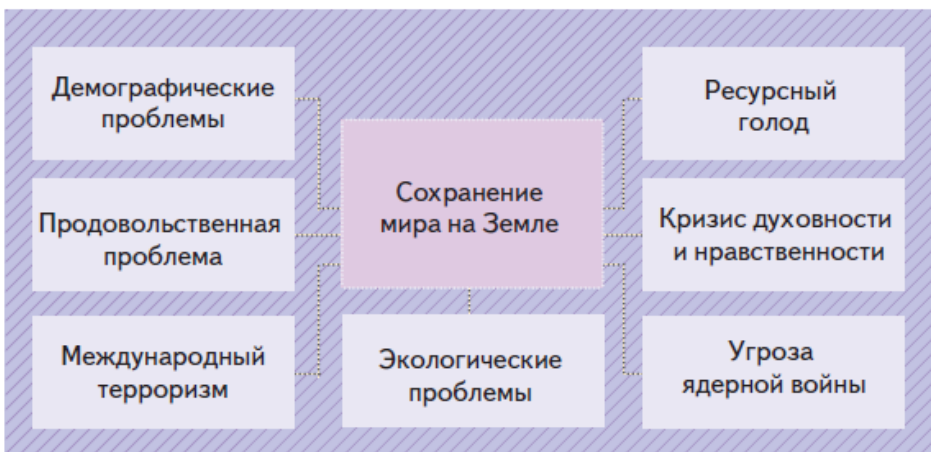 Демографические
проблемы
Продовольственная
проблема
Международный
терроризм
Сохранение
мира на Земле
Экологические
проблемы
Ресурсный
голод
Кризис духовности
и нравственности
Угроза
ядерной войны